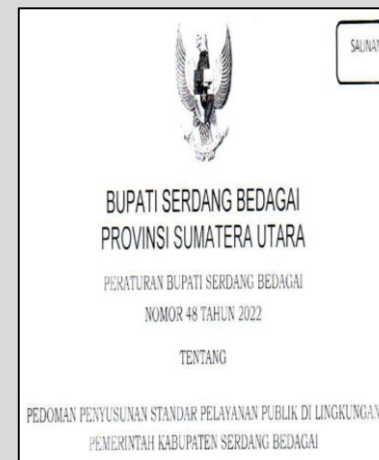 SALINAN
BUPATI SERDANG BEDAGAI
PROVINSI SUMATERA UTARA
PERATURAN BUPATI SERDANG BEDAGAI
NOMOR 48 TAHUN 2022
TENTANG
PEDOMAN PENYUSUNAN STANDAR PELAYANAN PUBLIK DI LINGKUNGAN
PEMERINTAH KABUPATEN SERDANG BEDAGAI